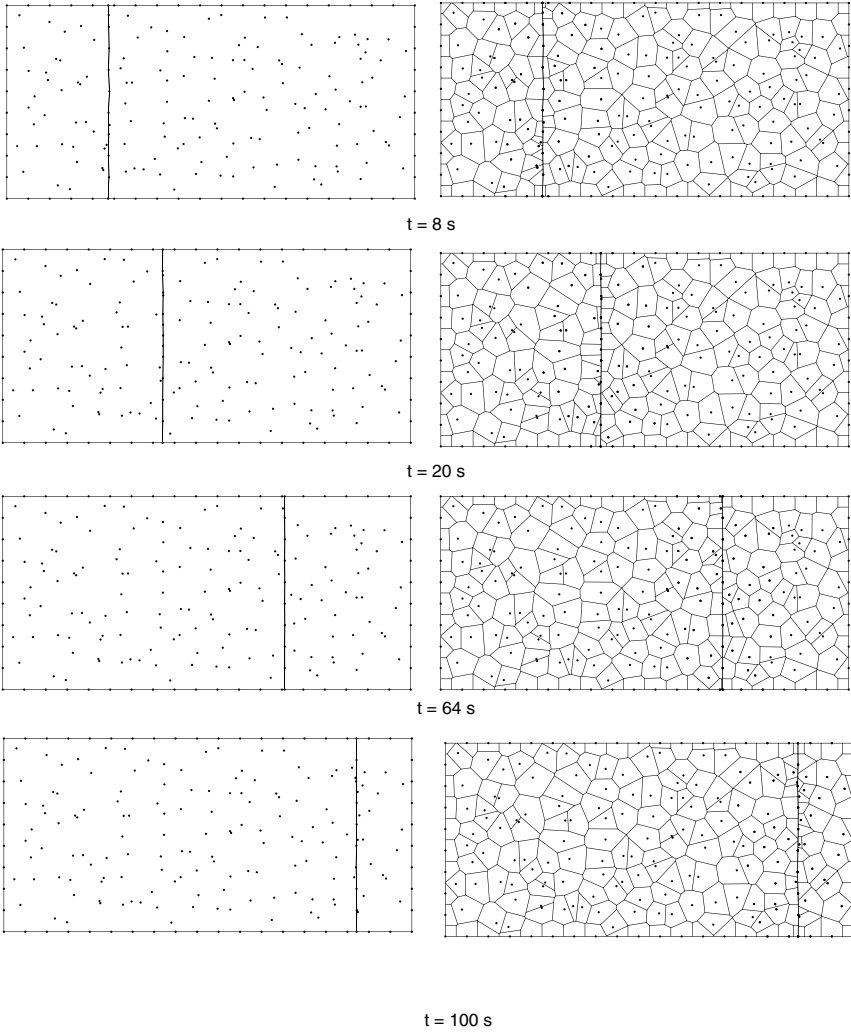 t = 8 s
t = 20 s
t = 64 s
t = 100 s